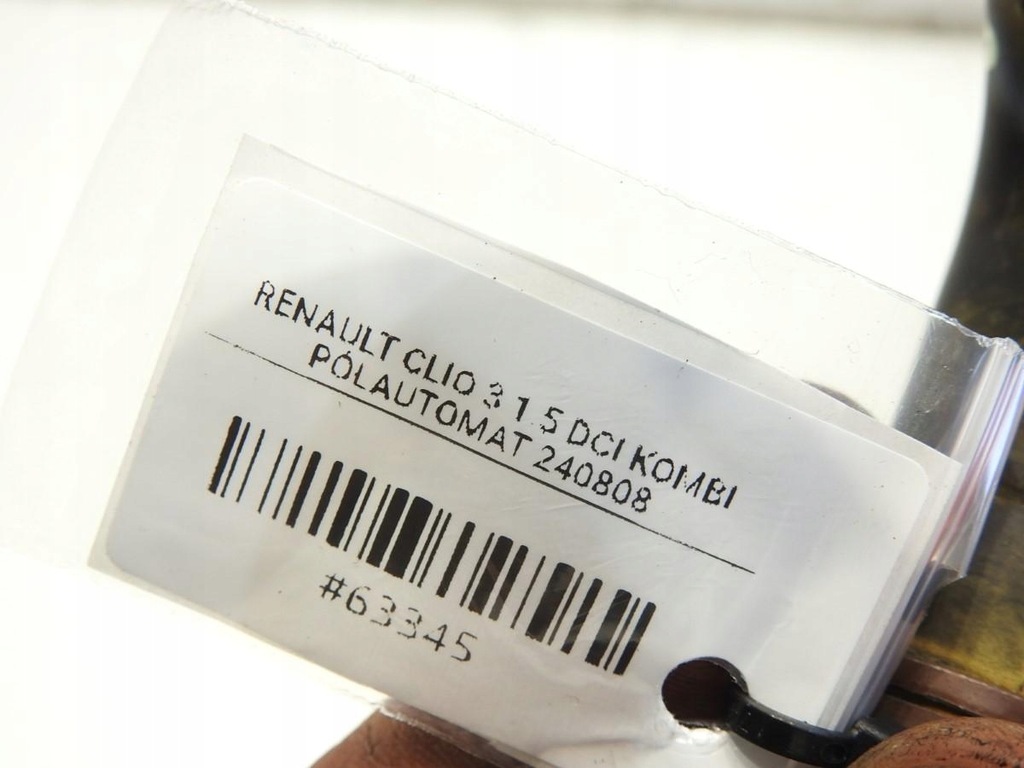 RENAULT CLIO 3 1.5 DCI KOMBI
PÓLAUTOMAT 240808
#63345